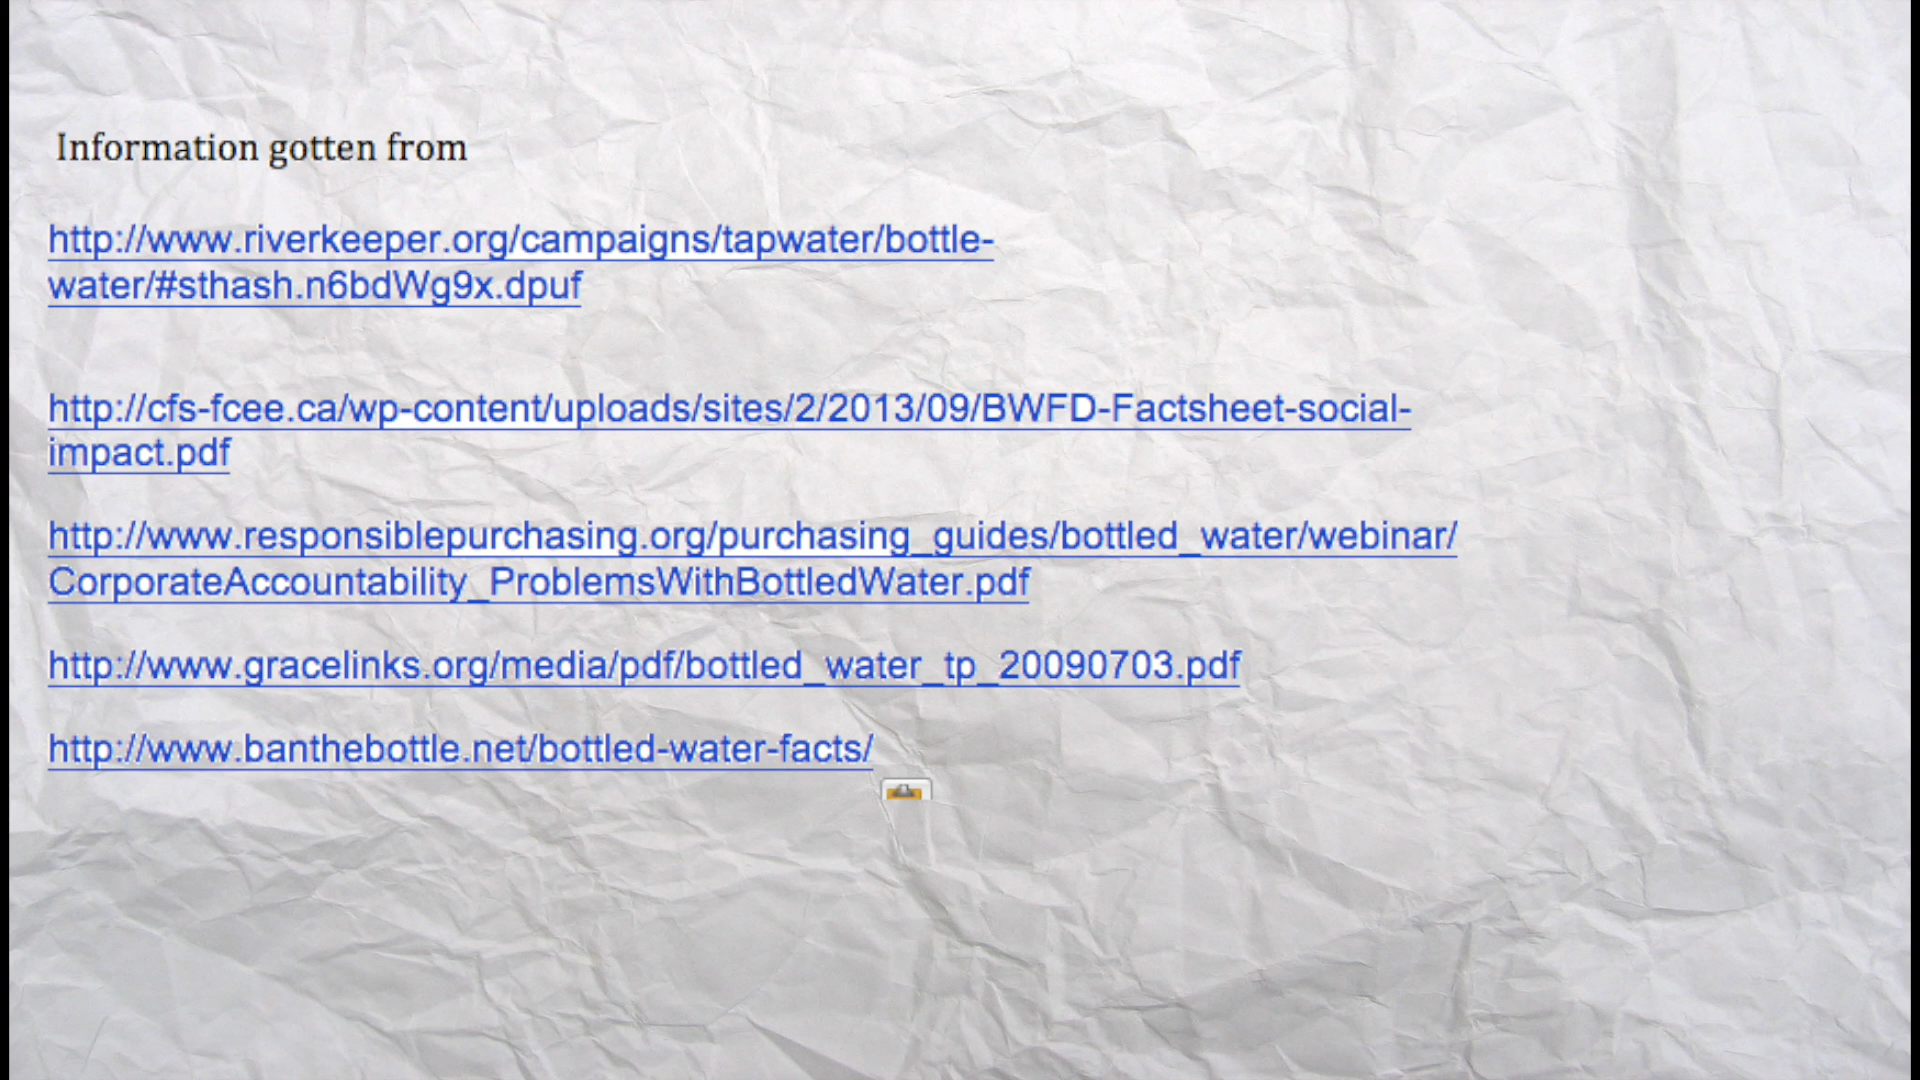 Information gotten from
http://www.riverkeeper.org/campaigns/tapwater/bottle-
water/#sthash.n6bdWg9x.dpuf
http://cfs-fcee.ca/wp-content/uploads/sites/2/2013/09/BWFD-Factsheet-social-
impact.pdf
http://www.responsiblepurchasing.org/purchasing_guides/bottled_water/webinar/
CorporateAccountability_ProblemsWithBottledWater.pdf
http://www.gracelinks.org/media/pdf/bottled_water_tp_20090703.pdf
http://www.banthebottle.net/bottled-water-facts/